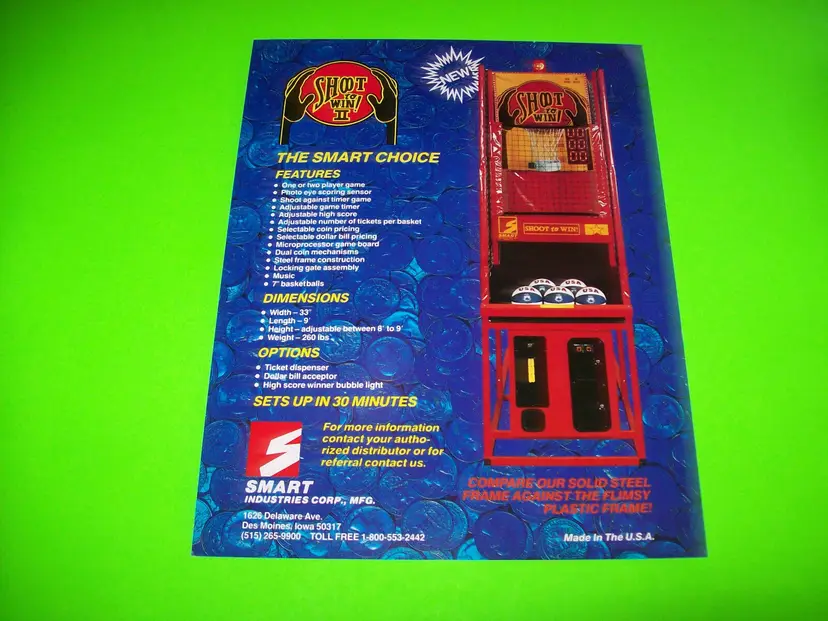 SHOOT
TO
WIN!
II
NEW
THE SMART CHOICE
FEATURES
• One or two player game
• Photo eye scoring sensor
• Shoot against timer game
• Adjustable game timer
• Adjustable high score
• Adjustable number of tickets per basket
• Selectable coin pricing
• Selectable dollar bill pricing
• Microprocessor game board
• Dual coin mechanisms
• Steel frame construction
• Locking gate assembly
• Music
• 7" basketballs
DIMENSIONS
• Width – 33"
• Length – 9'
• Height – adjustable between 8' to 9'
• Weight – 260 lbs
OPTIONS
• Ticket dispenser
• Dollar bill acceptor
• High score winner bubble light
SETS UP IN 30 MINUTES
For more information
contact your autho-
rized distributor or for
referral contact us.
S
SMART
INDUSTRIES CORP., MFG.
1626 Delaware Ave.
Des Moines, Iowa 50317
(515) 265-9900 TOLL FREE 1-800-553-2442
SHOOT
TO
WIN!
00
00
00
SMART
SHOOT to WIN!
USA
USA
USA
USA
USA
COMPARE OUR SOLID STEEL
FRAME AGAINST THE FLIMSY
PLASTIC FRAME!
Made In The U.S.A.